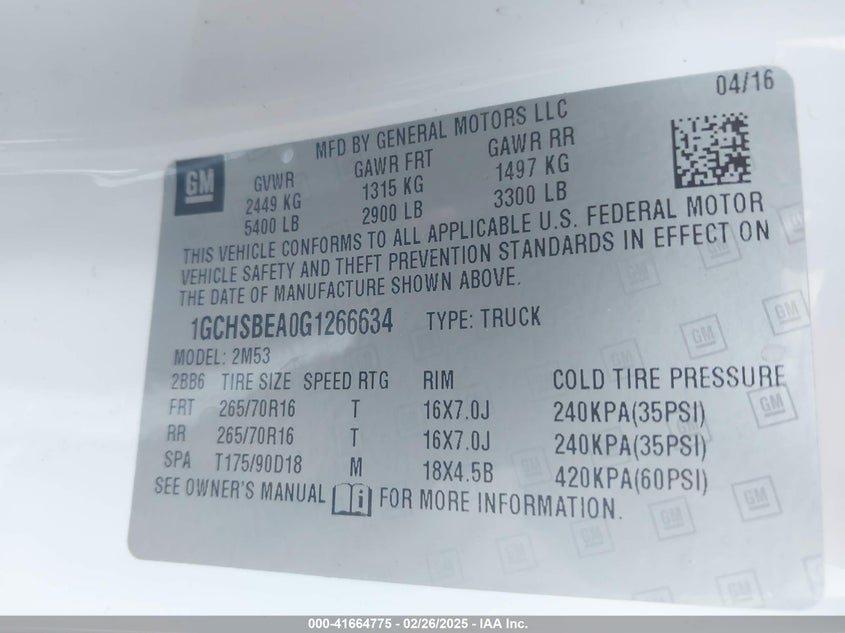 04/16
MFD BY GENERAL MOTORS LLC
GM
GVWR GAWR FRT GAWR RR
2449 KG 1315 KG 1497 KG
5400 LB 2900 LB 3300 LB
THIS VEHICLE CONFORMS TO ALL APPLICABLE U.S. FEDERAL MOTOR
VEHICLE SAFETY AND THEFT PREVENTION STANDARDS IN EFFECT ON
THE DATE OF MANUFACTURE SHOWN ABOVE.
1GCHSBEA0G1266634 TYPE: TRUCK
MODEL: 2M53
2BB6 TIRE SIZE SPEED RTG RIM COLD TIRE PRESSURE
FRT 265/70R16 T 16X7.0J 240KPA(35PSI)
RR 265/70R16 T 16X7.0J 240KPA(35PSI)
SPA T175/90D18 M 18X4.5B 420KPA(60PSI)
SEE OWNER'S MANUAL i FOR MORE INFORMATION.
000-41664775 - 02/26/2025 - IAA Inc.